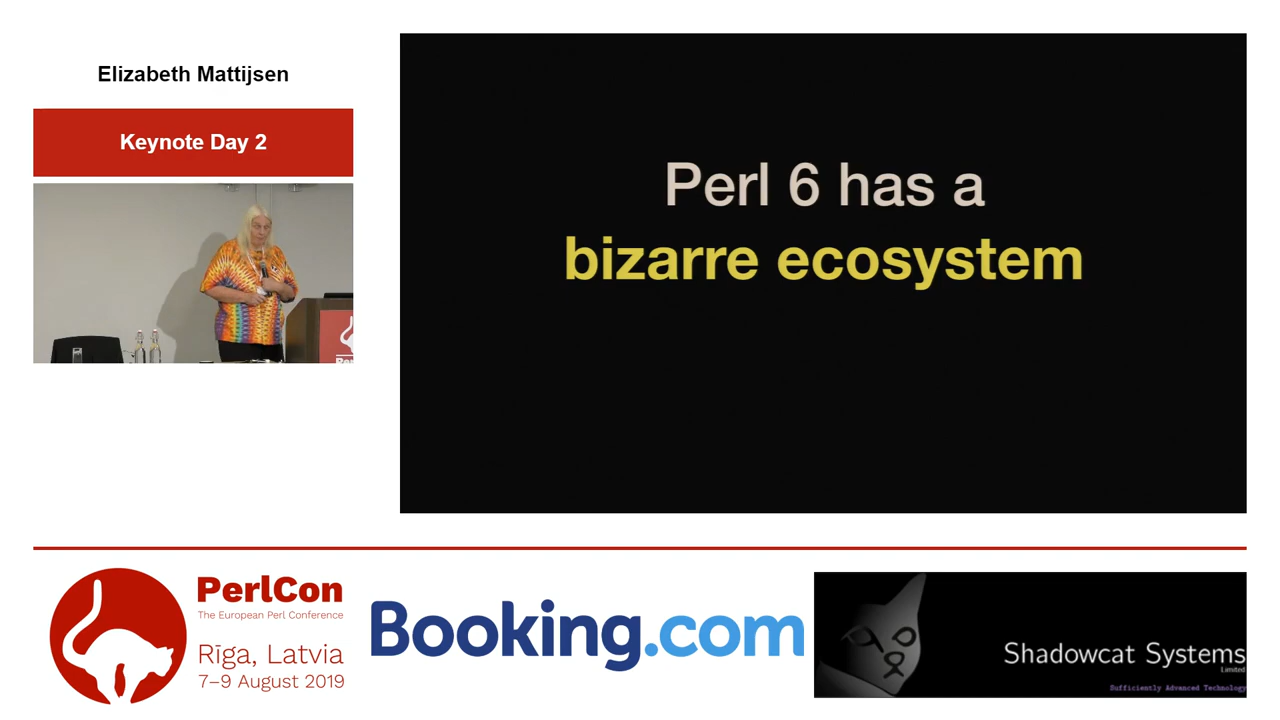 Elizabeth Mattijsen
Keynote Day 2
Perl 6 has a
bizarre ecosystem
PerlCon
The European Perl Conference
Rīga, Latvia
7–9 August 2019
Booking.com
Shadowcat Systems
Limited
Sufficiently Advanced Technology